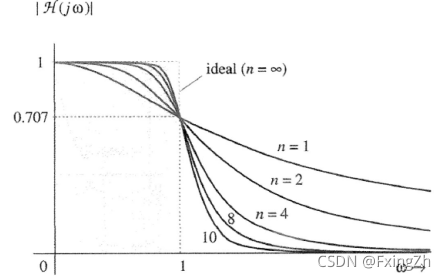 |ℋ(jω)|
1
ideal (n = ∞)
0.707
n = 1
n = 2
8
n = 4
10
0
1
ω→
CSDN @FxingZh